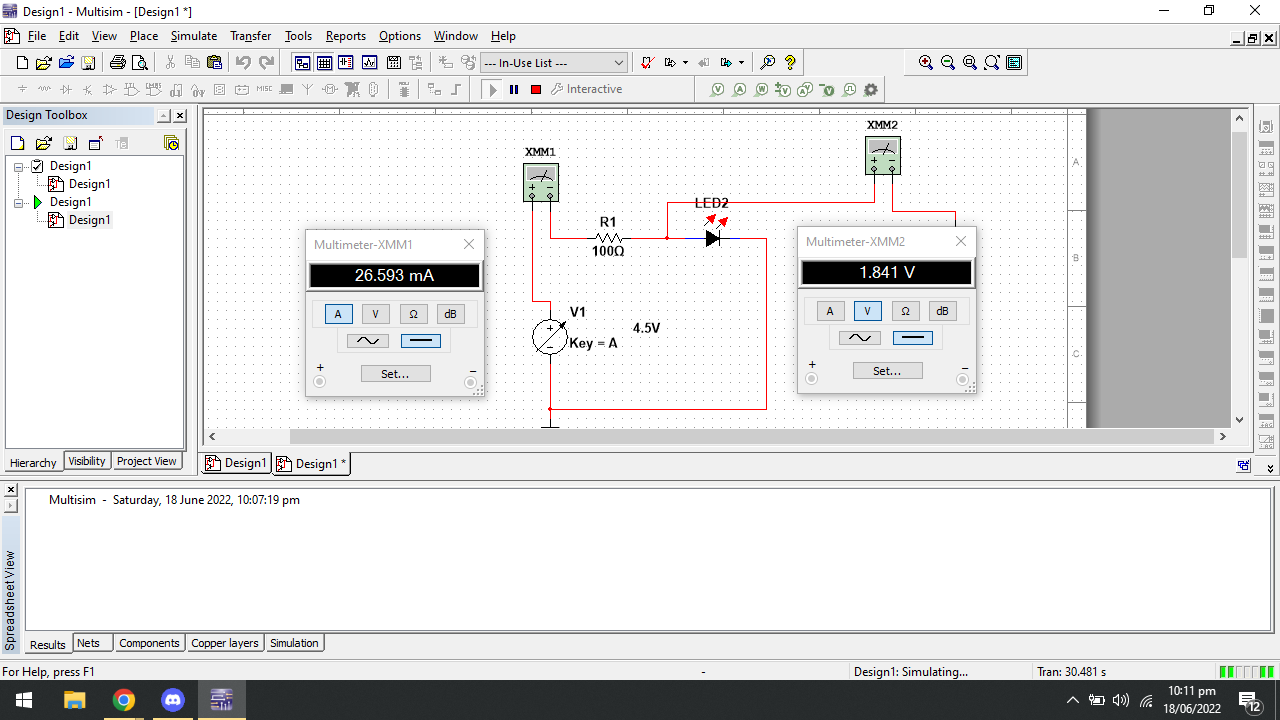 Design1 - Multisim - [Design1 *]
File Edit View Place Simulate Transfer Tools Reports Options Window Help
--- In-Use List ---
Interactive
Design Toolbox
Design1
Design1
Design1
Design1
Hierarchy Visibility Project View
XMM1
XMM2
LED2
R1
100Ω
V1
Key = A
4.5V
A
B
C
Multimeter-XMM1
26.593 mA
A V Ω dB
Set...
+ −
Multimeter-XMM2
1.841 V
A V Ω dB
Set...
+ −
Design1 Design1 *
Multisim - Saturday, 18 June 2022, 10:07:19 pm
Spreadsheet View
Results Nets Components Copper layers Simulation
For Help, press F1
-
Design1: Simulating...
Tran: 30.481 s
10:11 pm
18/06/2022
12